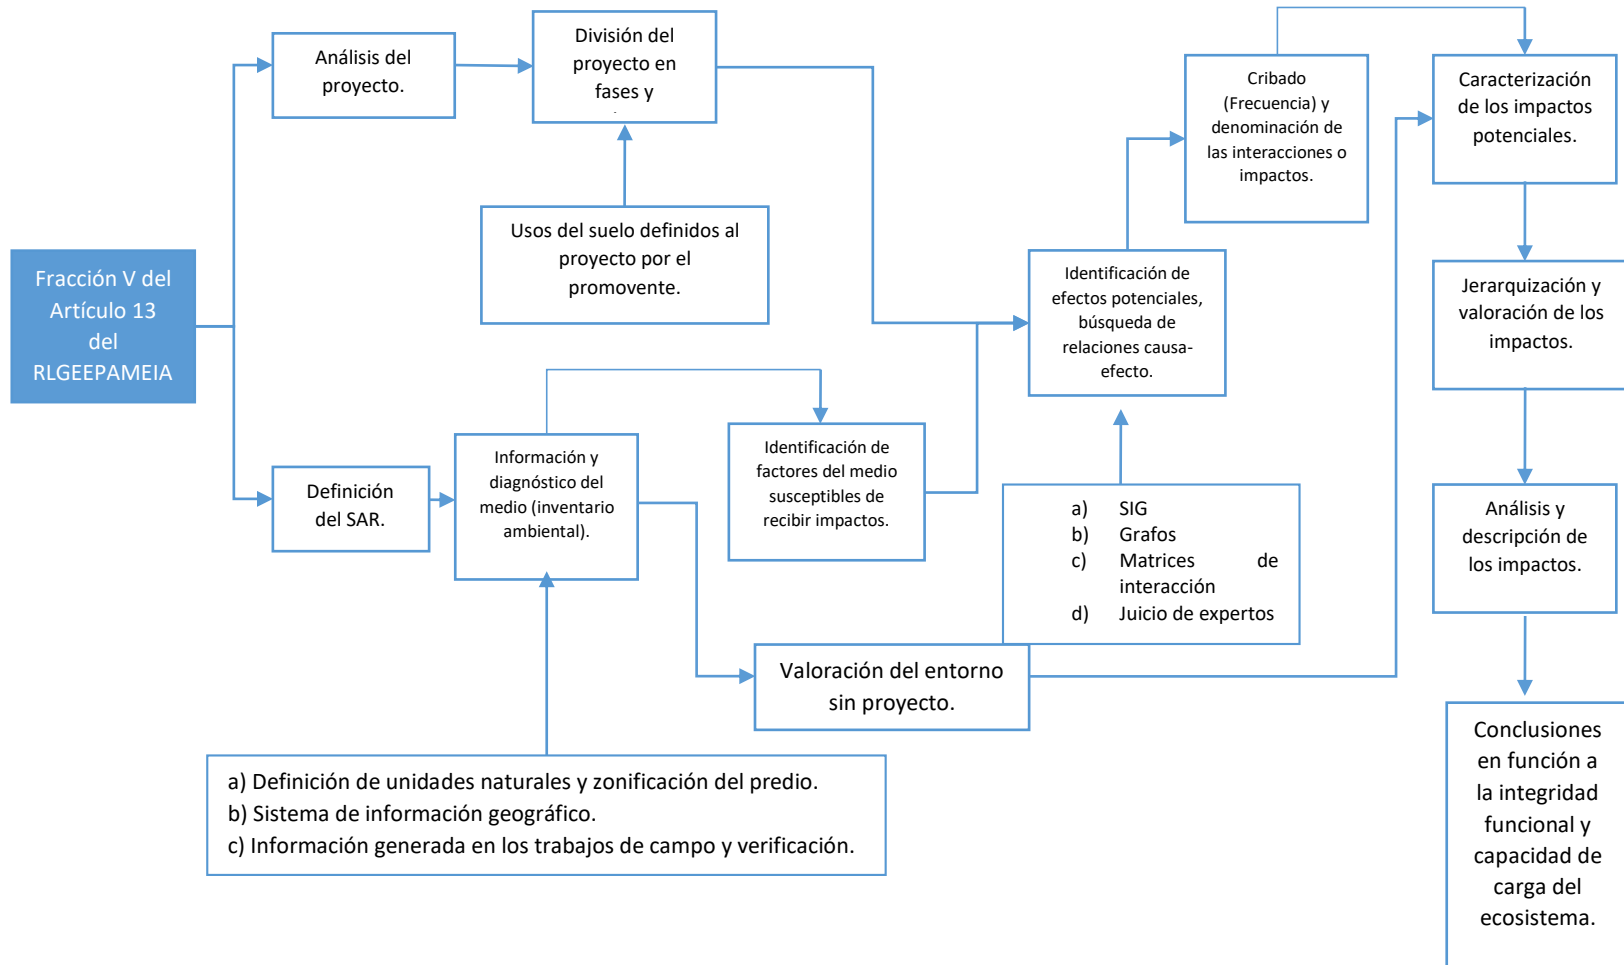 Fracción V del
Artículo 13
del
RLGEEPAMEIA
Análisis del
proyecto.
División del
proyecto en
fases y
Usos del suelo definidos al
proyecto por el
promovente.
Definición
del SAR.
Información y
diagnóstico del
medio (inventario
ambiental).
Identificación de
factores del medio
susceptibles de
recibir impactos.
a) Definición de unidades naturales y zonificación del predio.
b) Sistema de información geográfico.
c) Información generada en los trabajos de campo y verificación.
Valoración del entorno
sin proyecto.
Identificación de
efectos potenciales,
búsqueda de
relaciones causa-
efecto.
a) SIG
b) Grafos
c) Matrices de
interacción
d) Juicio de expertos
Cribado
(Frecuencia) y
denominación de
las interacciones o
impactos.
Caracterización
de los impactos
potenciales.
Jerarquización y
valoración de los
impactos.
Análisis y
descripción de
los impactos.
Conclusiones
en función a
la integridad
funcional y
capacidad de
carga del
ecosistema.